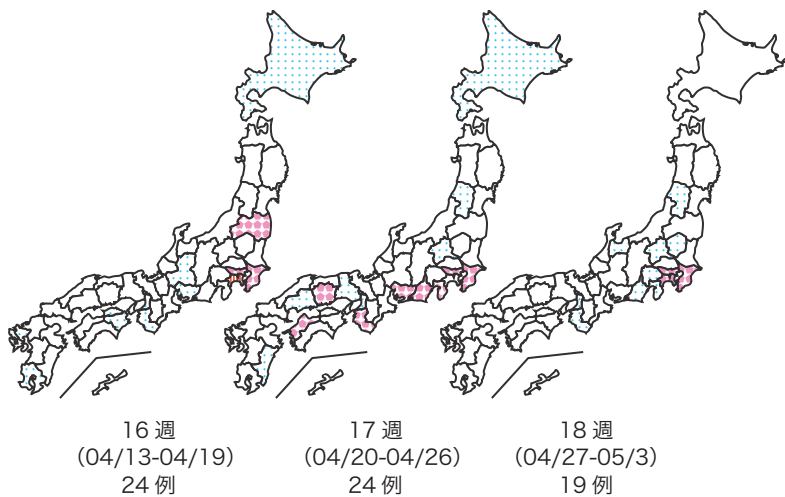 16 週
（04/13-04/19）
24 例
17 週
（04/20-04/26）
24 例
18 週
（04/27-05/3）
19 例